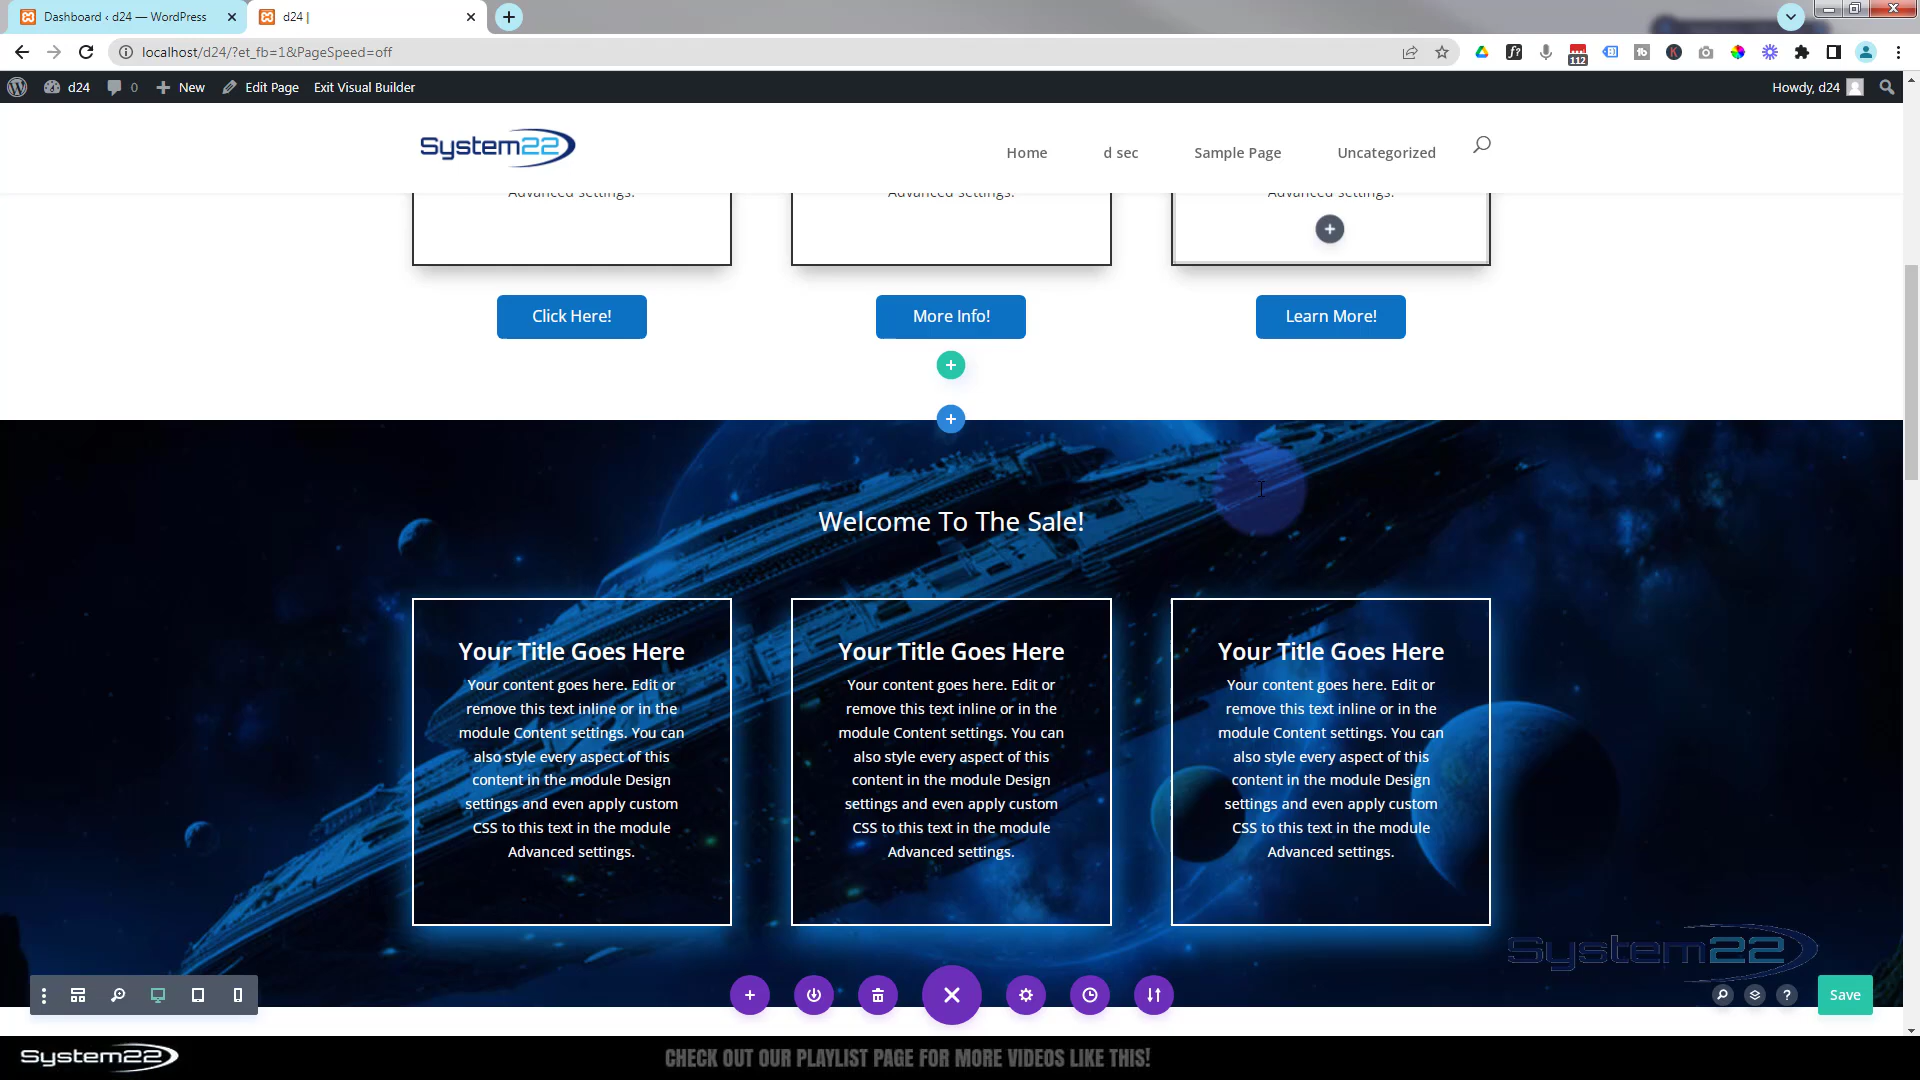 Dashboard ‹ d24 — WordPress
d24 |
localhost/d24/?et_fb=1&PageSpeed=off
112
d24
0
New
Edit Page
Exit Visual Builder
Howdy, d24
System22
Home
d sec
Sample Page
Uncategorized
Advanced settings.
Advanced settings.
Advanced settings.
Click Here!
More Info!
Learn More!
Welcome To The Sale!
Your Title Goes Here
Your content goes here. Edit or
remove this text inline or in the
module Content settings. You can
also style every aspect of this
content in the module Design
settings and even apply custom
CSS to this text in the module
Advanced settings.
Your Title Goes Here
Your content goes here. Edit or
remove this text inline or in the
module Content settings. You can
also style every aspect of this
content in the module Design
settings and even apply custom
CSS to this text in the module
Advanced settings.
Your Title Goes Here
Your content goes here. Edit or
remove this text inline or in the
module Content settings. You can
also style every aspect of this
content in the module Design
settings and even apply custom
CSS to this text in the module
Advanced settings.
System22
Save
System22
CHECK OUT OUR PLAYLIST PAGE FOR MORE VIDEOS LIKE THIS!